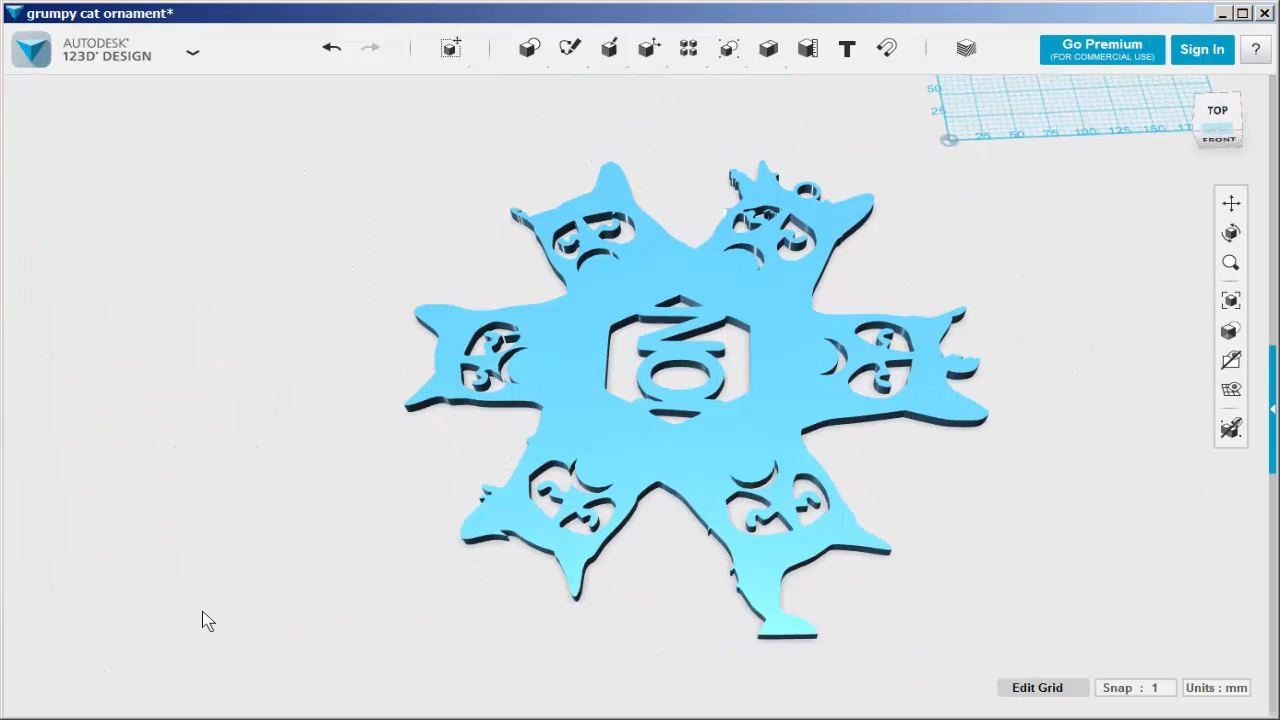 grumpy cat ornament*
AUTODESK®
123D® DESIGN
Go Premium
(FOR COMMERCIAL USE)
Sign In
?
50
25
25 50 75 100 125 150
TOP
FRONT
NO
Edit Grid
Snap : 1
Units : mm